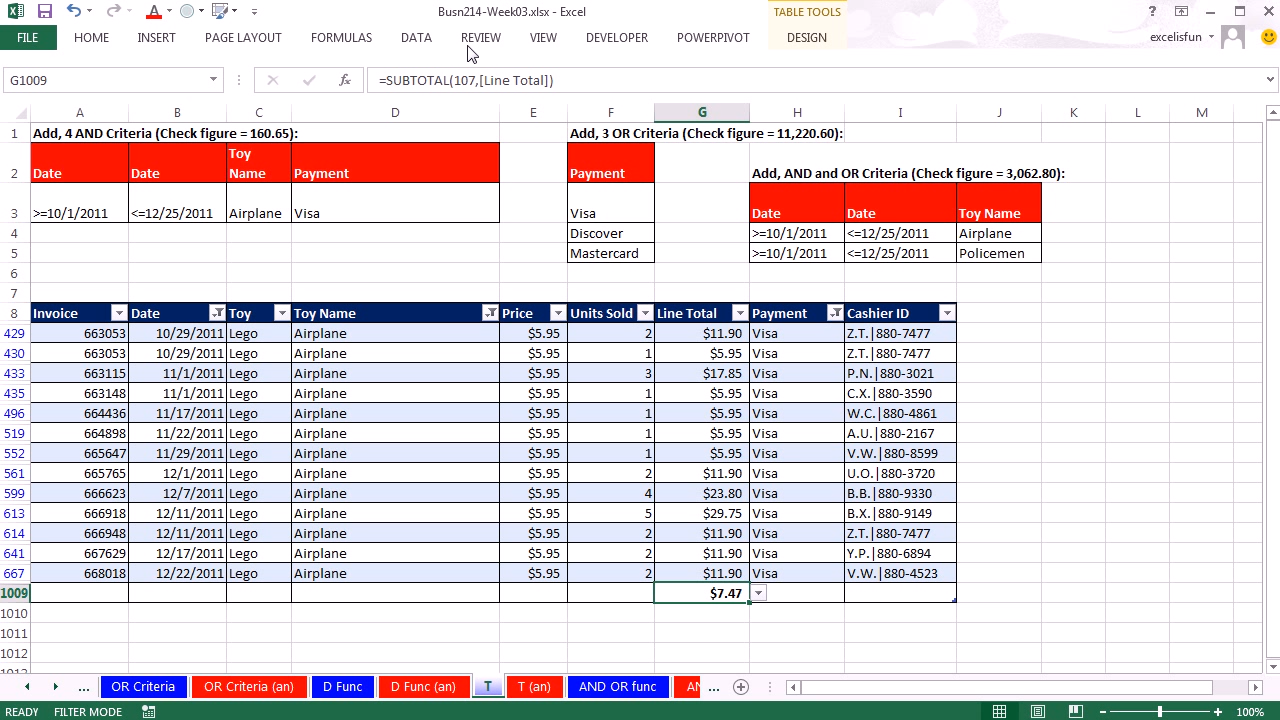 Busn214-Week03.xlsx - Excel
TABLE TOOLS
FILE HOME INSERT PAGE LAYOUT FORMULAS DATA REVIEW VIEW DEVELOPER POWERPIVOT DESIGN excelisfun
G1009 fx =SUBTOTAL(107,[Line Total])
A B C D E F G H I J K L M
1 Add, 4 AND Criteria (Check figure = 160.65): Add, 3 OR Criteria (Check figure = 11,220.60):
2 Date Date Toy Name Payment Payment Add, AND and OR Criteria (Check figure = 3,062.80):
3 >=10/1/2011 <=12/25/2011 Airplane Visa Visa Date Date Toy Name
4 Discover >=10/1/2011 <=12/25/2011 Airplane
5 Mastercard >=10/1/2011 <=12/25/2011 Policemen
6
7
8 Invoice Date Toy Toy Name Price Units Sold Line Total Payment Cashier ID
429 663053 10/29/2011 Lego Airplane $5.95 2 $11.90 Visa Z.T.|880-7477
430 663053 10/29/2011 Lego Airplane $5.95 1 $5.95 Visa Z.T.|880-7477
433 663115 11/1/2011 Lego Airplane $5.95 3 $17.85 Visa P.N.|880-3021
435 663148 11/1/2011 Lego Airplane $5.95 1 $5.95 Visa C.X.|880-3590
496 664436 11/17/2011 Lego Airplane $5.95 1 $5.95 Visa W.C.|880-4861
519 664898 11/22/2011 Lego Airplane $5.95 1 $5.95 Visa A.U.|880-2167
552 665647 11/29/2011 Lego Airplane $5.95 1 $5.95 Visa V.W.|880-8599
561 665765 12/1/2011 Lego Airplane $5.95 2 $11.90 Visa U.O.|880-3720
599 666623 12/7/2011 Lego Airplane $5.95 4 $23.80 Visa B.B.|880-9330
613 666918 12/11/2011 Lego Airplane $5.95 5 $29.75 Visa B.X.|880-9149
614 666948 12/11/2011 Lego Airplane $5.95 2 $11.90 Visa Z.T.|880-7477
641 667629 12/17/2011 Lego Airplane $5.95 2 $11.90 Visa Y.P.|880-6894
667 668018 12/22/2011 Lego Airplane $5.95 2 $11.90 Visa V.W.|880-4523
1009 $7.47
1010
1011
1012
... OR Criteria OR Criteria (an) D Func D Func (an) T T (an) AND OR func AN ...
READY FILTER MODE 100%